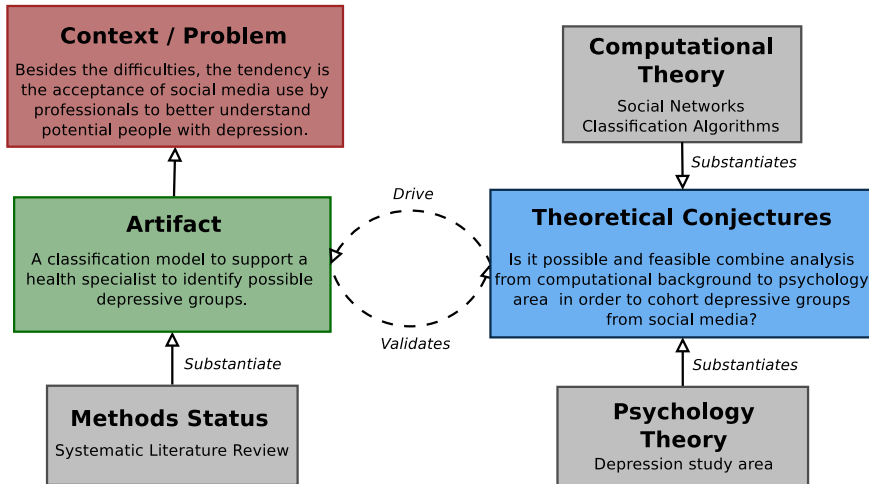 Context / Problem
Besides the difficulties, the tendency is
the acceptance of social media use by
professionals to better understand
potential people with depression.
Computational
Theory
Social Networks
Classification Algorithms
Substantiates
Drive
Artifact
A classification model to support a
health specialist to identify possible
depressive groups.
Theoretical Conjectures
Is it possible and feasible combine analysis
from computational background to psychology
area in order to cohort depressive groups
from social media?
Validates
Substantiate
Substantiates
Methods Status
Systematic Literature Review
Psychology
Theory
Depression study area